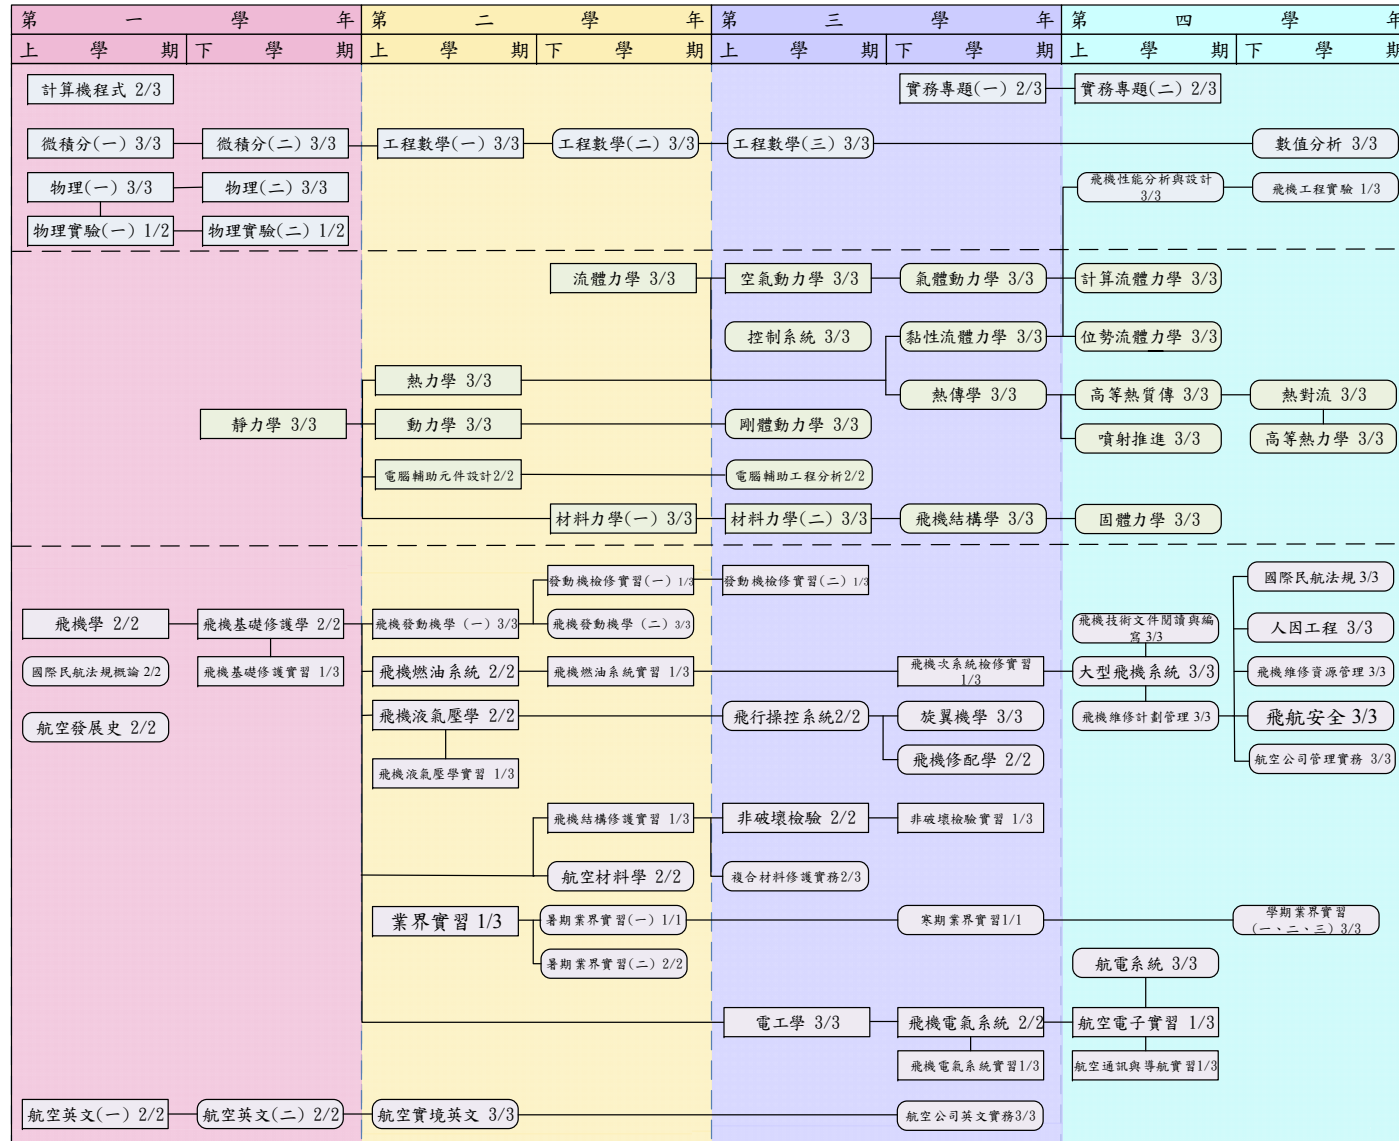 第一學年 第二學年 第三學年 第四學年
上學期 下學期 上學期 下學期 上學期 下學期 上學期 下學期
計算機程式 2/3 實務專題(一) 2/3 實務專題(二) 2/3
微積分(一) 3/3 微積分(二) 3/3 工程數學(一) 3/3 工程數學(二) 3/3 工程數學(三) 3/3 數值分析 3/3
物理(一) 3/3 物理(二) 3/3 飛機性能分析與設計
3/3 飛機工程實驗 1/3
物理實驗(一) 1/2 物理實驗(二) 1/2
流體力學 3/3 空氣動力學 3/3 氣體動力學 3/3 計算流體力學 3/3
控制系統 3/3 黏性流體力學 3/3 位勢流體力學 3/3
熱力學 3/3 熱傳學 3/3 高等熱質傳 3/3 熱對流 3/3
靜力學 3/3 動力學 3/3 剛體動力學 3/3 噴射推進 3/3 高等熱力學 3/3
電腦輔助元件設計2/2 電腦輔助工程分析2/2
材料力學(一) 3/3 材料力學(二) 3/3 飛機結構學 3/3 固體力學 3/3
發動機檢修實習(一) 1/3 發動機檢修實習(二) 1/3 國際民航法規 3/3
飛機學 2/2 飛機基礎修護學 2/2 飛機發動機學 (一) 3/3 飛機發動機學 (二) 3/3 飛機技術文件閱讀與編
寫 3/3 人因工程 3/3
國際民航法規概論 2/2 飛機基礎修護實習 1/3 飛機燃油系統 2/2 飛機燃油系統實習 1/3 飛機次系統檢修實習
1/3 大型飛機系統 3/3 飛機維修資源管理 3/3
航空發展史 2/2 飛機液氣壓學 2/2 飛行操控系統2/2 旋翼機學 3/3 飛機維修計劃管理 3/3 飛航安全 3/3
飛機液氣壓學實習 1/3 飛機修配學 2/2 航空公司管理實務 3/3
飛機結構修護實習 1/3 非破壞檢驗 2/2 非破壞檢驗實習 1/3
航空材料學 2/2 複合材料修護實務2/3
業界實習 1/3 暑期業界實習(一) 1/1 寒期業界實習1/1 學期業界實習
(一、二、三) 3/3
暑期業界實習(二) 2/2 航電系統 3/3
電工學 3/3 飛機電氣系統 2/2 航空電子實習 1/3
飛機電氣系統實習1/3 航空通訊與導航實習1/3
航空英文(一) 2/2 航空英文(二) 2/2 航空實境英文 3/3 航空公司英文實務3/3